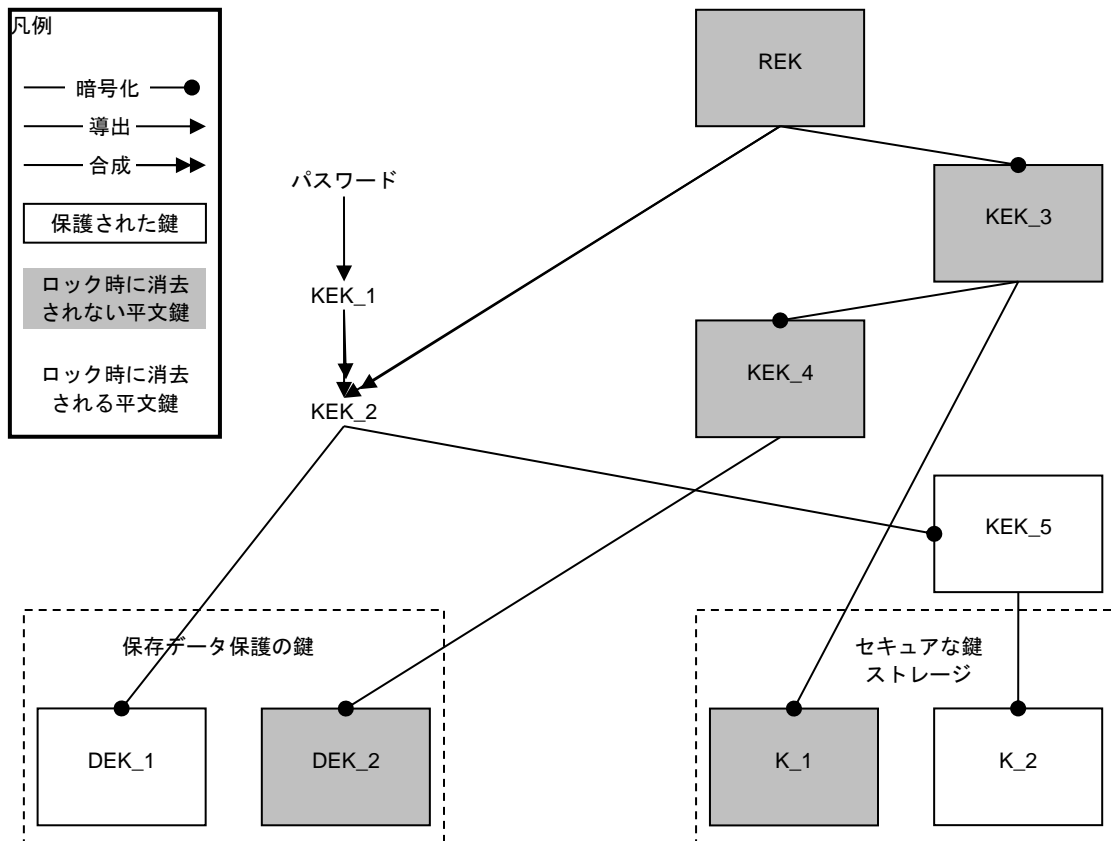 凡例
暗号化
導出
合成
保護された鍵
ロック時に消去
されない平文鍵
ロック時に消去
される平文鍵
REK
パスワード
KEK_3
KEK_1
KEK_4
KEK_2
KEK_5
保存データ保護の鍵
セキュアな鍵
ストレージ
DEK_1
DEK_2
K_1
K_2